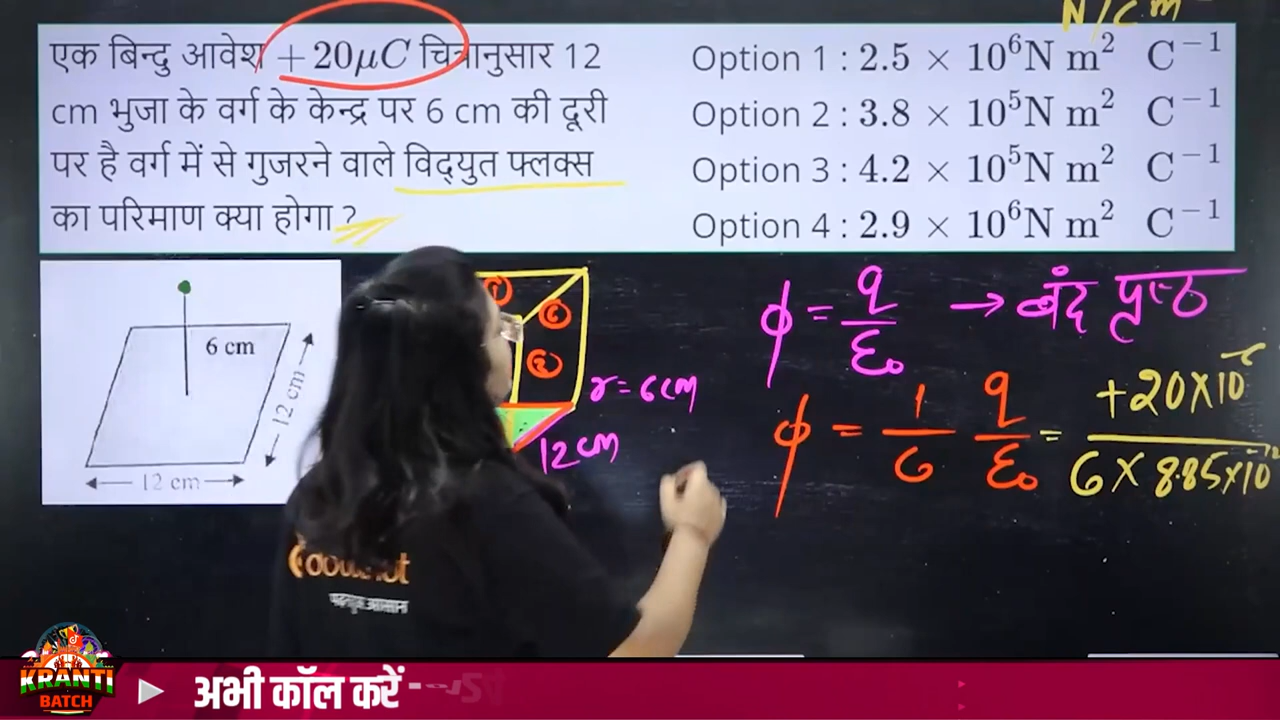 N/cm
एक बिन्दु आवेश +20μC चित्रानुसार 12
cm भुजा के वर्ग के केन्द्र पर 6 cm की दूरी
पर है वर्ग में से गुजरने वाले विद्युत फ्लक्स
का परिमाण क्या होगा ?
Option 1 : 2.5 × 10⁶N m² C⁻¹
Option 2 : 3.8 × 10⁵N m² C⁻¹
Option 3 : 4.2 × 10⁵N m² C⁻¹
Option 4 : 2.9 × 10⁶N m² C⁻¹
6 cm
12 cm
12 cm
r = 6cm
12cm
ϕ = q/ε₀ → बंद पृष्ठ
ϕ = 1/6 q/ε₀ = +20×10⁻⁶ / 6×8.85×10⁻¹²
KRANTI
BATCH
अभी कॉल करें